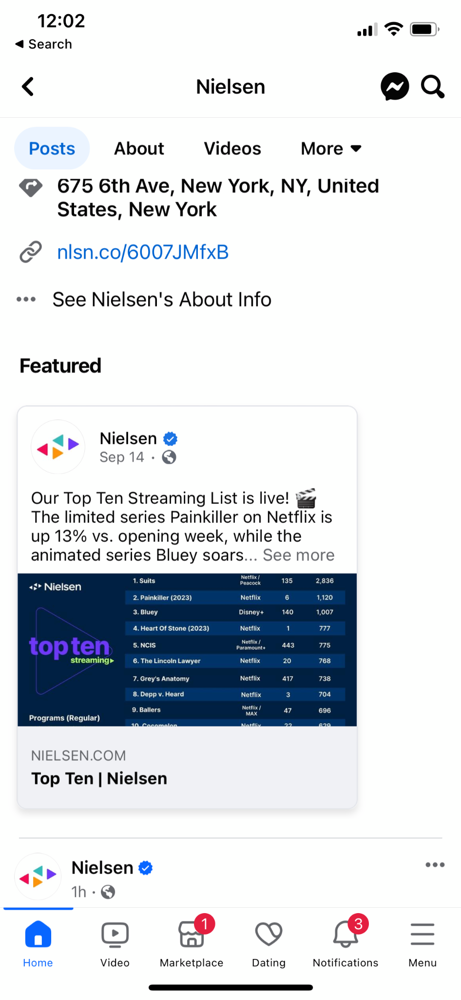 12:02
◀ Search
Nielsen
Posts About Videos More
675 6th Ave, New York, NY, United
States, New York
nlsn.co/6007JMfxB
See Nielsen's About Info
Featured
Nielsen
Sep 14 ·
Our Top Ten Streaming List is live! 🎬
The limited series Painkiller on Netflix is
up 13% vs. opening week, while the
animated series Bluey soars... See more
Nielsen
top ten
streaming
Programs (Regular)
1. Suits Netflix / Peacock 135 2,836
2. Painkiller (2023) Netflix 6 1,120
3. Bluey Disney+ 140 1,007
4. Heart Of Stone (2023) Netflix 1 777
5. NCIS Netflix / Paramount+ 443 775
6. The Lincoln Lawyer Netflix 20 768
7. Grey's Anatomy Netflix 417 738
8. Depp v. Heard Netflix 3 704
9. Ballers Netflix / MAX 47 696
10. Cocomelon Netflix 22 629
NIELSEN.COM
Top Ten | Nielsen
Nielsen
1h ·
1
3
Home Video Marketplace Dating Notifications Menu